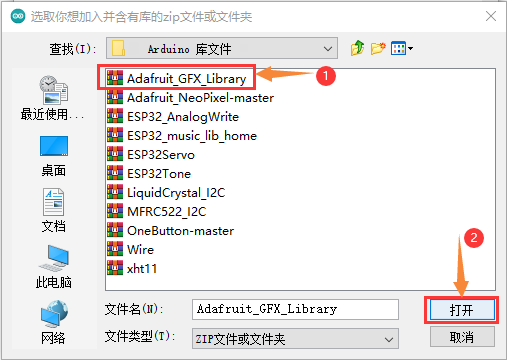 选取你想加入并含有库的zip文件或文件夹
查找(I): Arduino 库文件
Adafruit_GFX_Library
1
Adafruit_NeoPixel-master
ESP32_AnalogWrite
ESP32_music_lib_home
ESP32Servo
ESP32Tone
LiquidCrystal_I2C
MFRC522_I2C
OneButton-master
Wire
xht11
最近使用...
桌面
文档
此电脑
网络
2
文件名(N): Adafruit_GFX_Library 打开
文件类型(T): ZIP文件或文件夹 取消